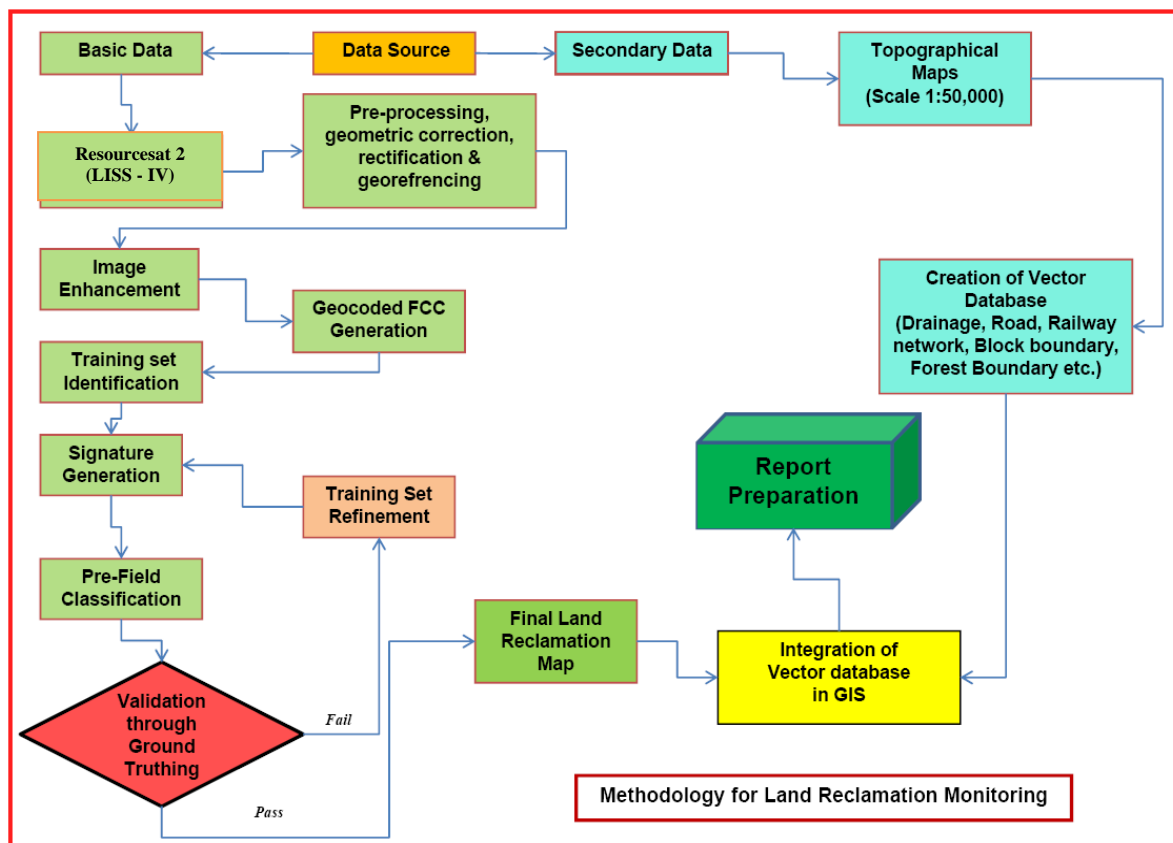 Basic Data
Data Source
Secondary Data
Topographical
Maps
(Scale 1:50,000)
Resourcesat 2
(LISS - IV)
Pre-processing,
geometric correction,
rectification &
georefrencing
Image
Enhancement
Geocoded FCC
Generation
Creation of Vector
Database
(Drainage, Road, Railway
network, Block boundary,
Forest Boundary etc.)
Training set
Identification
Signature
Generation
Training Set
Refinement
Report
Preparation
Pre-Field
Classification
Final Land
Reclamation
Map
Integration of
Vector database
in GIS
Validation
through
Ground
Truthing
Fail
Pass
Methodology for Land Reclamation Monitoring